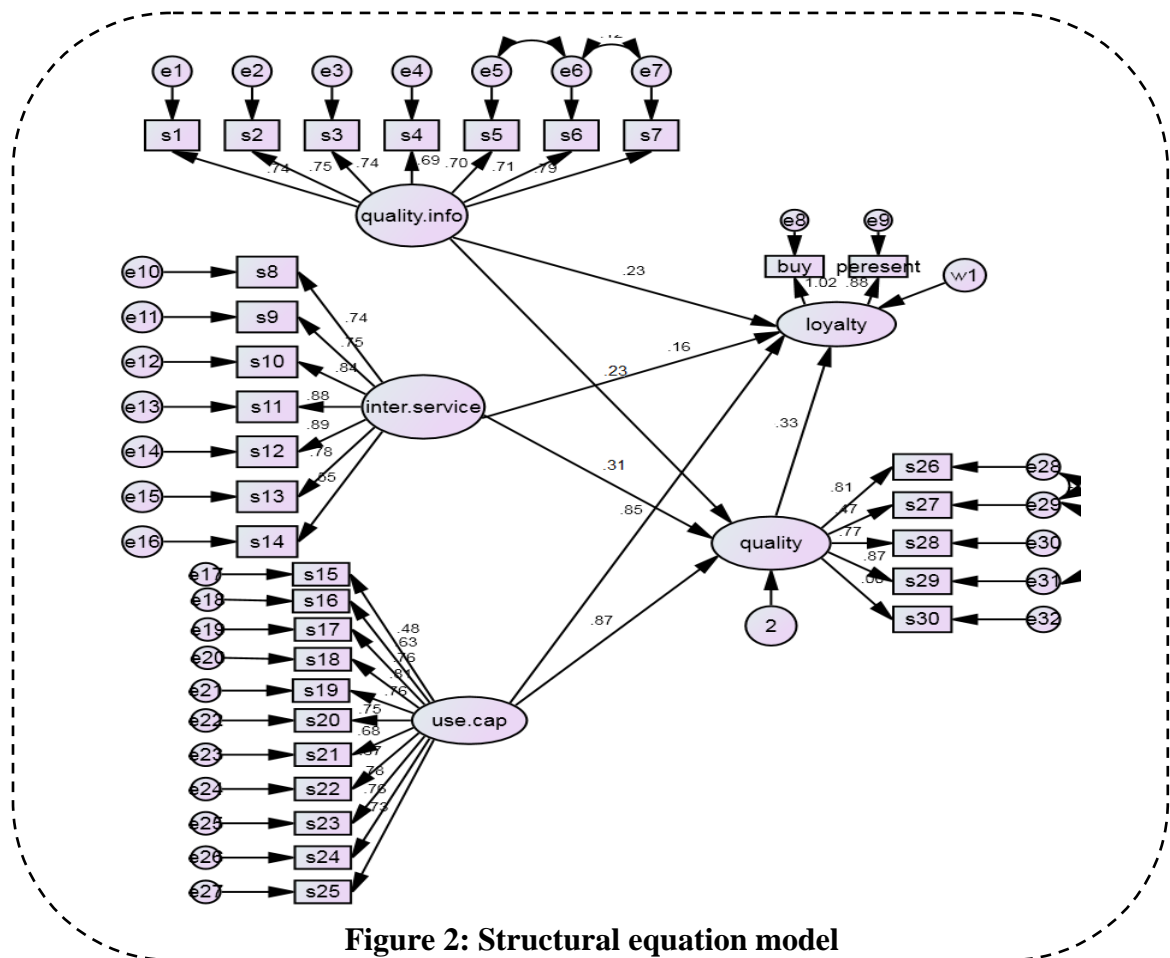 .12
e1 e2 e3 e4 e5 e6 e7
s1 s2 s3 s4 s5 s6 s7
.74 .75 .74 .69 .70 .71 .79
quality.info
e8 e9
buy peresent
1.02 .88
w1
loyalty
.23
.16
.23
.33
.31
.85
.87
e10 s8
e11 s9
e12 s10
e13 s11
e14 s12
e15 s13
e16 s14
.74
.75
.84
.88
.89
.78
inter.service
e17 s15
e18 s16
e19 s17
e20 s18
e21 s19
e22 s20
e23 s21
e24 s22
e25 s23
e26 s24
e27 s25
.48
.63
.76
.81
.76
.75
.68
.78
.76
.73
use.cap
quality
2
.81
.47
.77
.87
s26 e28
s27 e29
s28 e30
s29 e31
s30 e32
Figure 2: Structural equation model